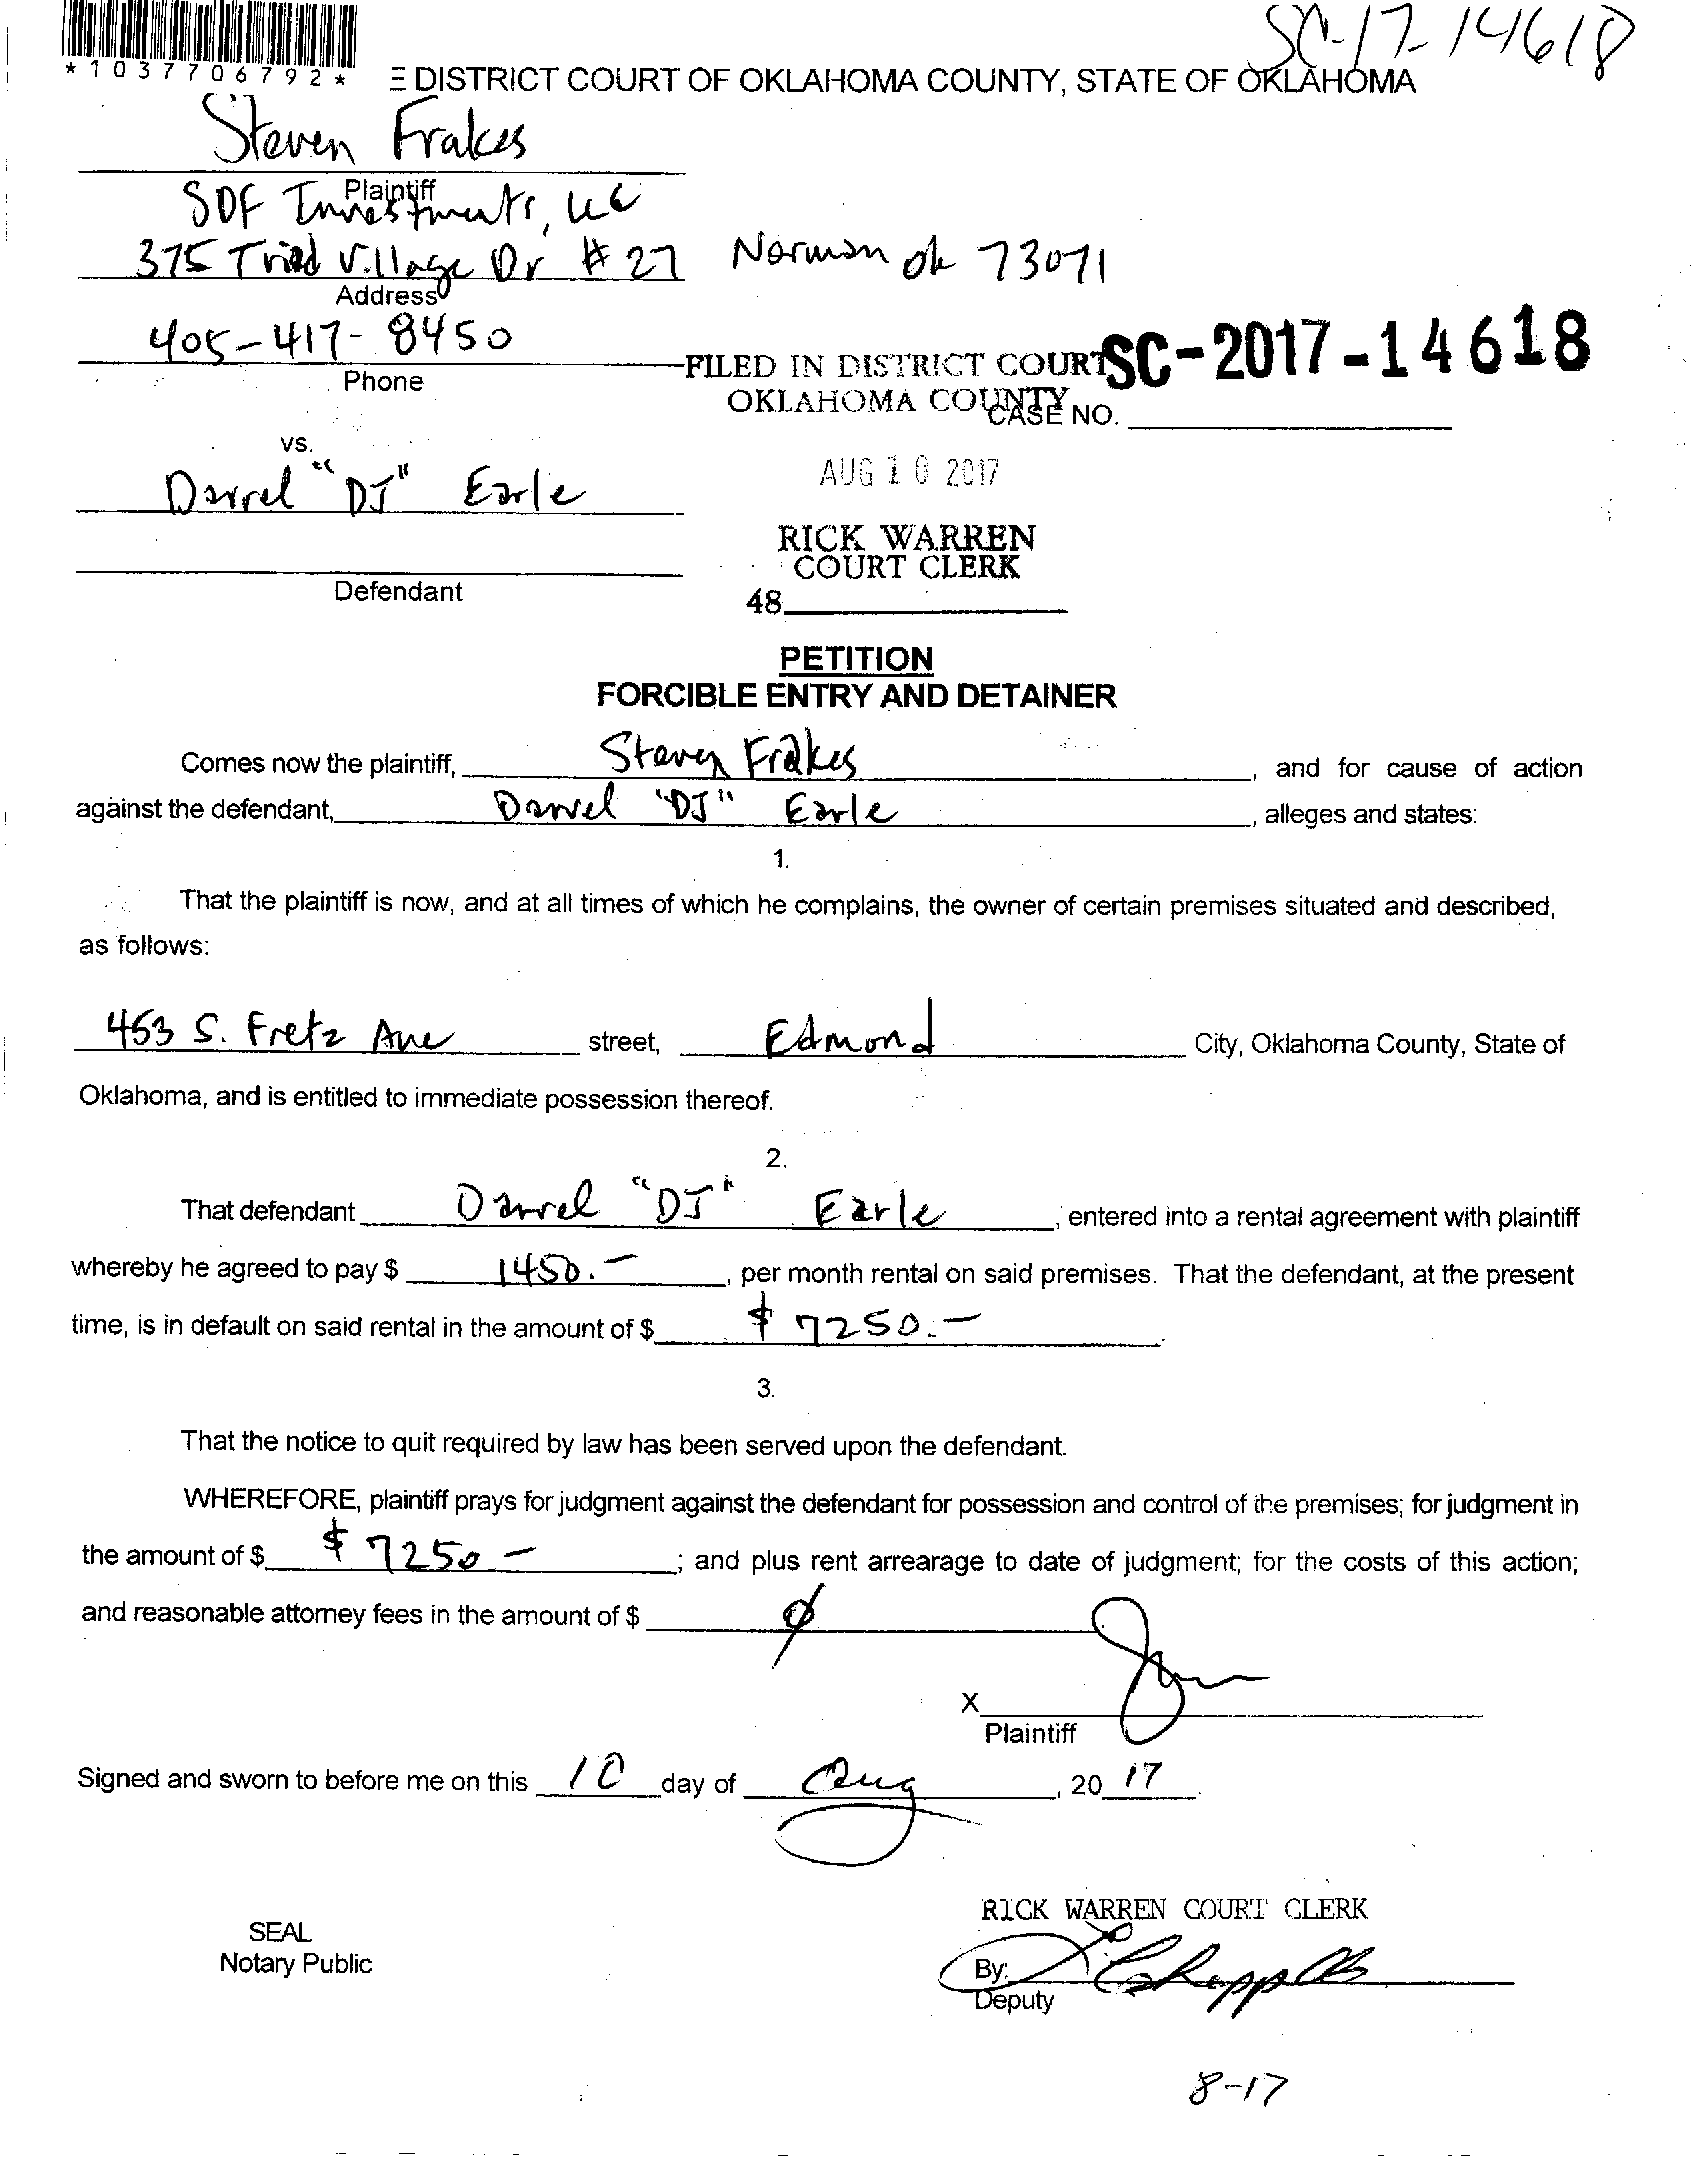 SC-17-14618
*1037706792*
E DISTRICT COURT OF OKLAHOMA COUNTY, STATE OF OKLAHOMA
Steven Frakes
Plaintiff
SDF Investments, LLC
375 Triad Village Dr # 27 Norman ok 73071
Address
405-417-8450
Phone
FILED IN DISTRICT COURT
OKLAHOMA COUNTY
SC-2017-14618
CASE NO.
vs.
Darrel "DJ" Earle
AUG 10 2017
RICK WARREN
COURT CLERK
Defendant
48
PETITION
FORCIBLE ENTRY AND DETAINER
Comes now the plaintiff, Steven Frakes, and for cause of action
against the defendant, Darrel "DJ" Earle, alleges and states:
1.
That the plaintiff is now, and at all times of which he complains, the owner of certain premises situated and described,
as follows:
453 S. Fretz Ave street, Edmond City, Oklahoma County, State of
Oklahoma, and is entitled to immediate possession thereof.
2.
That defendant Darrel "DJ" Earle, entered into a rental agreement with plaintiff
whereby he agreed to pay $ 1450.-, per month rental on said premises. That the defendant, at the present
time, is in default on said rental in the amount of $ $ 7250.-.
3.
That the notice to quit required by law has been served upon the defendant.
WHEREFORE, plaintiff prays for judgment against the defendant for possession and control of the premises; for judgment in
the amount of $ $ 7250 -; and plus rent arrearage to date of judgment; for the costs of this action;
and reasonable attorney fees in the amount of $ ∅
X
Plaintiff
Signed and sworn to before me on this 10 day of Aug, 20 17.
RICK WARREN COURT CLERK
SEAL
Notary Public
By:
Deputy
8-17